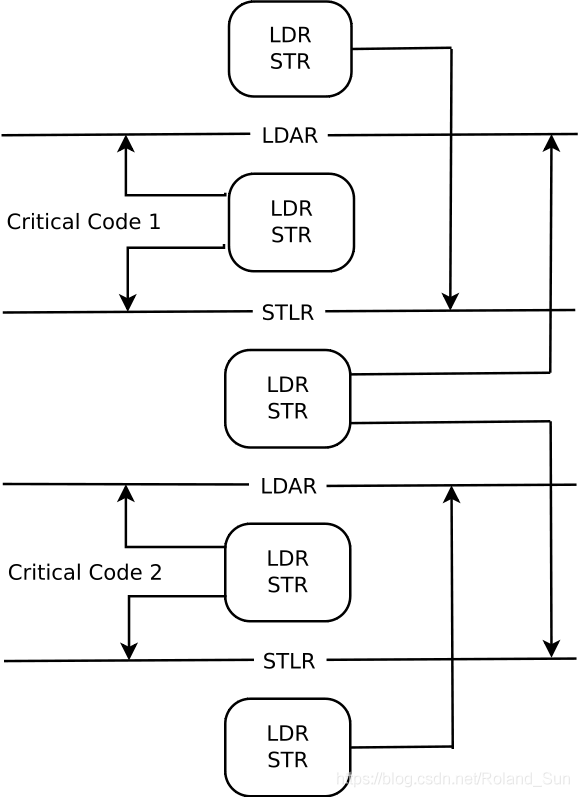 LDR
STR
LDAR
LDR
STR
Critical Code 1
STLR
LDR
STR
LDAR
LDR
STR
Critical Code 2
STLR
LDR
STR
https://blog.csdn.net/Roland_Sun